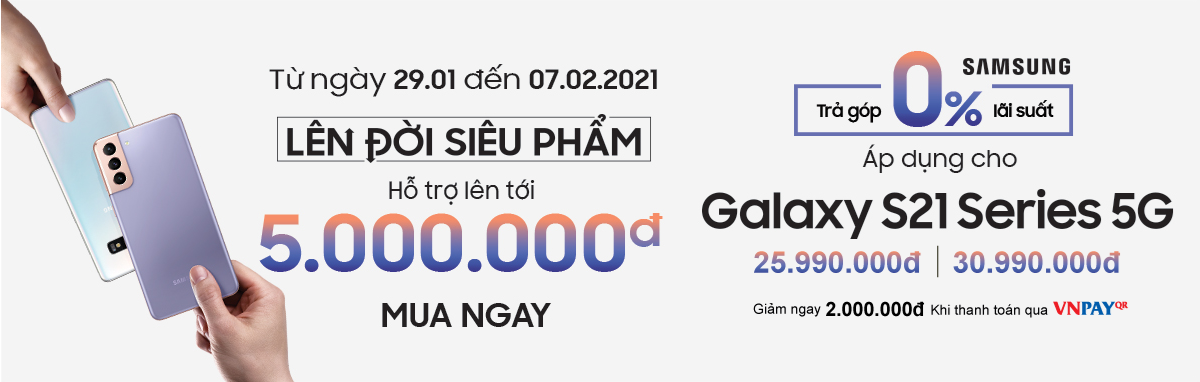 Từ ngày 29.01 đến 07.02.2021
LÊN ĐỜI SIÊU PHẨM
Hỗ trợ lên tới
5.000.000đ
MUA NGAY
SAMSUNG
Trả góp 0% lãi suất
Áp dụng cho
Galaxy S21 Series 5G
25.990.000đ | 30.990.000đ
Giảm ngay 2.000.000đ Khi thanh toán qua VNPAYQR